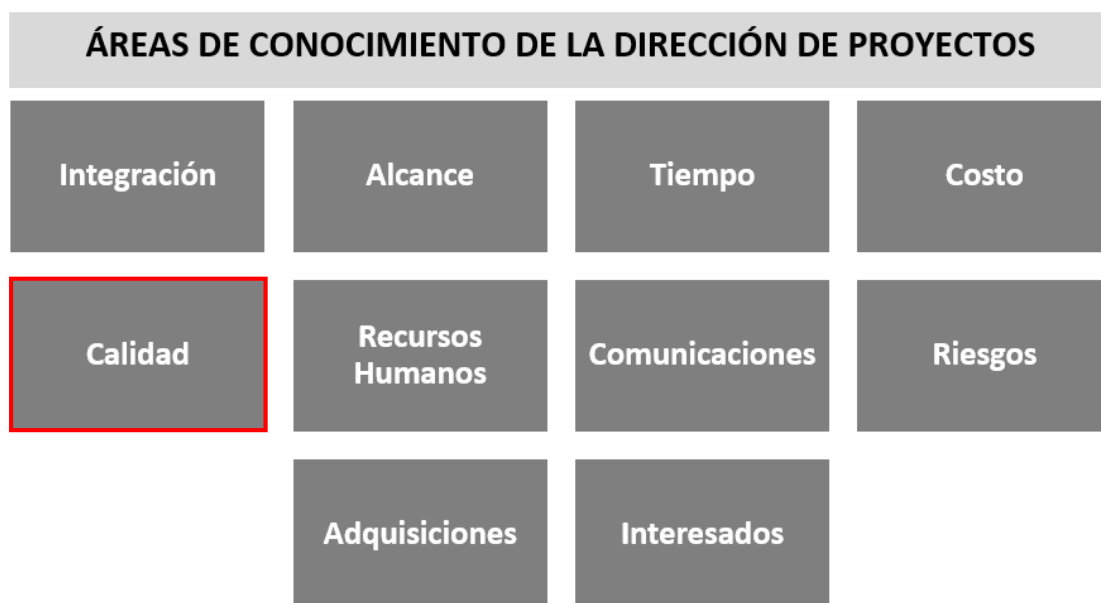 ÁREAS DE CONOCIMIENTO DE LA DIRECCIÓN DE PROYECTOS
Integración
Alcance
Tiempo
Costo
Calidad
Recursos
Humanos
Comunicaciones
Riesgos
Adquisiciones
Interesados